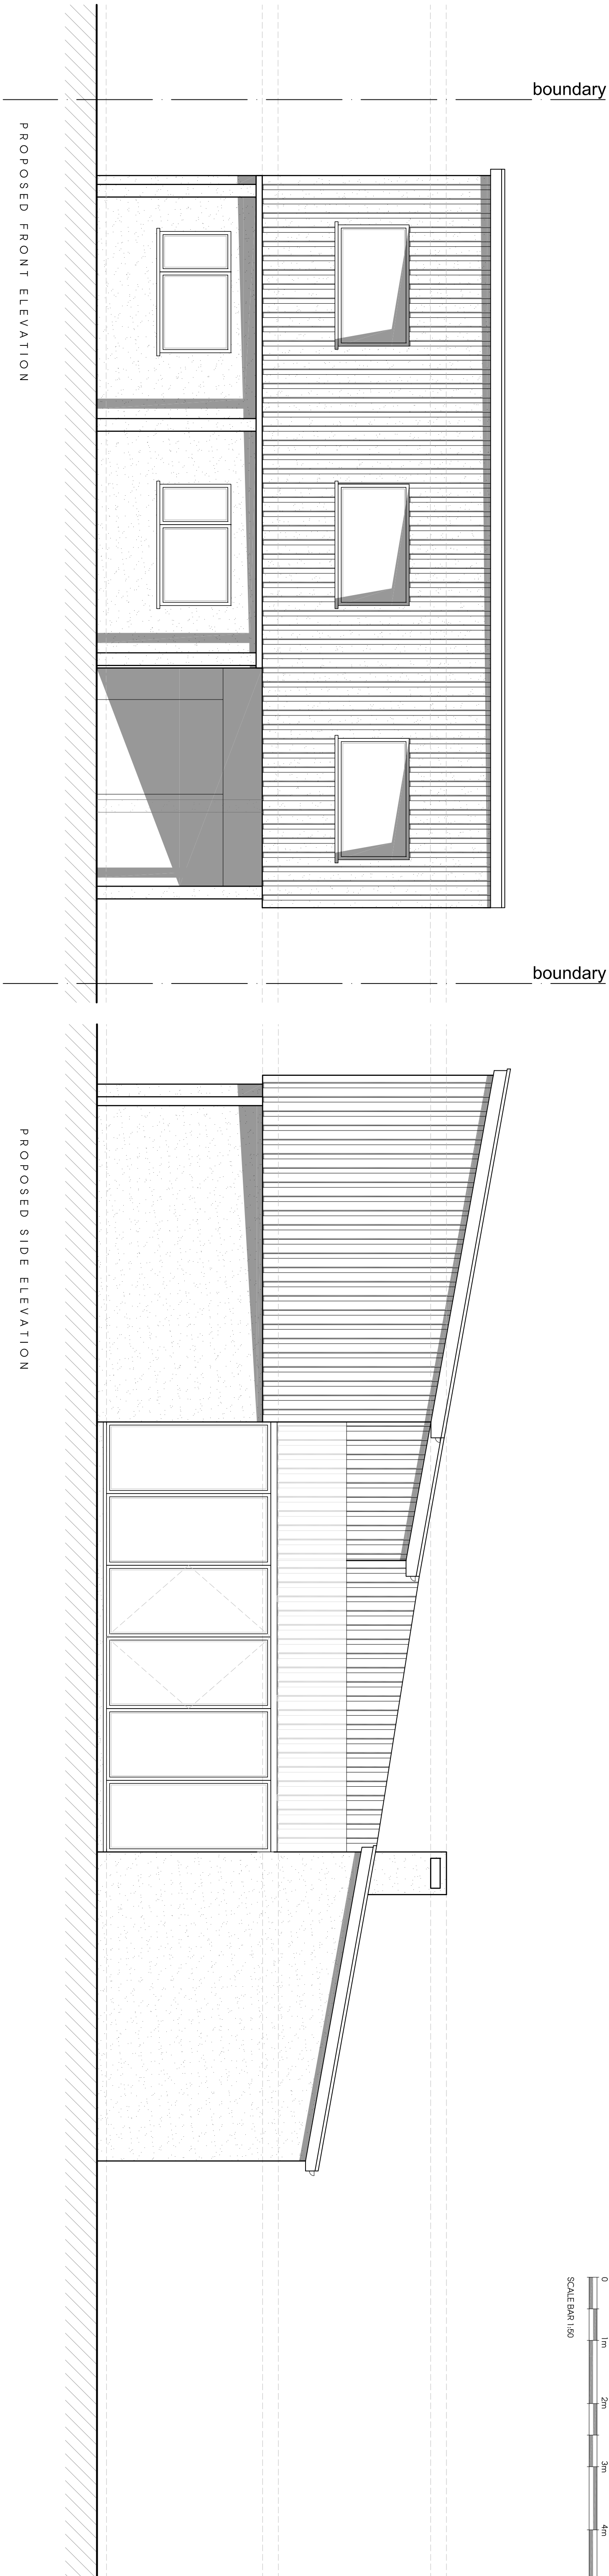 boundary
PROPOSED FRONT ELEVATION
boundary
PROPOSED SIDE ELEVATION
0 1m 2m 3m 4m
SCALE BAR 1:50